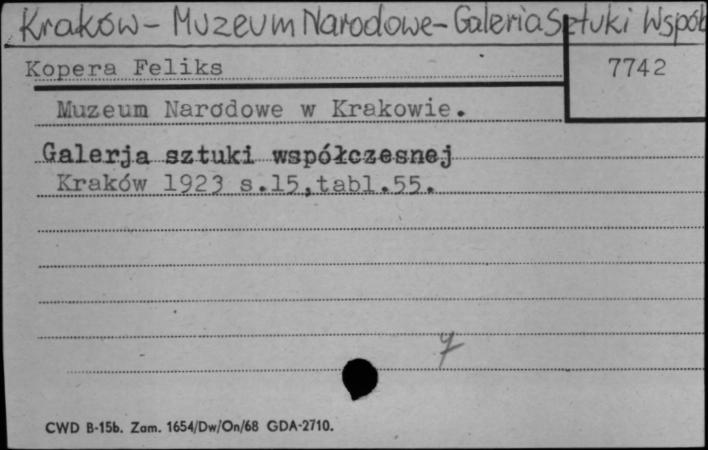 Kraków - Muzeum Narodowe - Galeria Sztuki Współ
Kopera Feliks
7742
Muzeum Narodowe w Krakowie.
Galerja sztuki współczesnej
Kraków 1923 s.15,tabl.55.
7
CWD B-15b. Zam. 1654/Dw/On/68 GDA-2710.